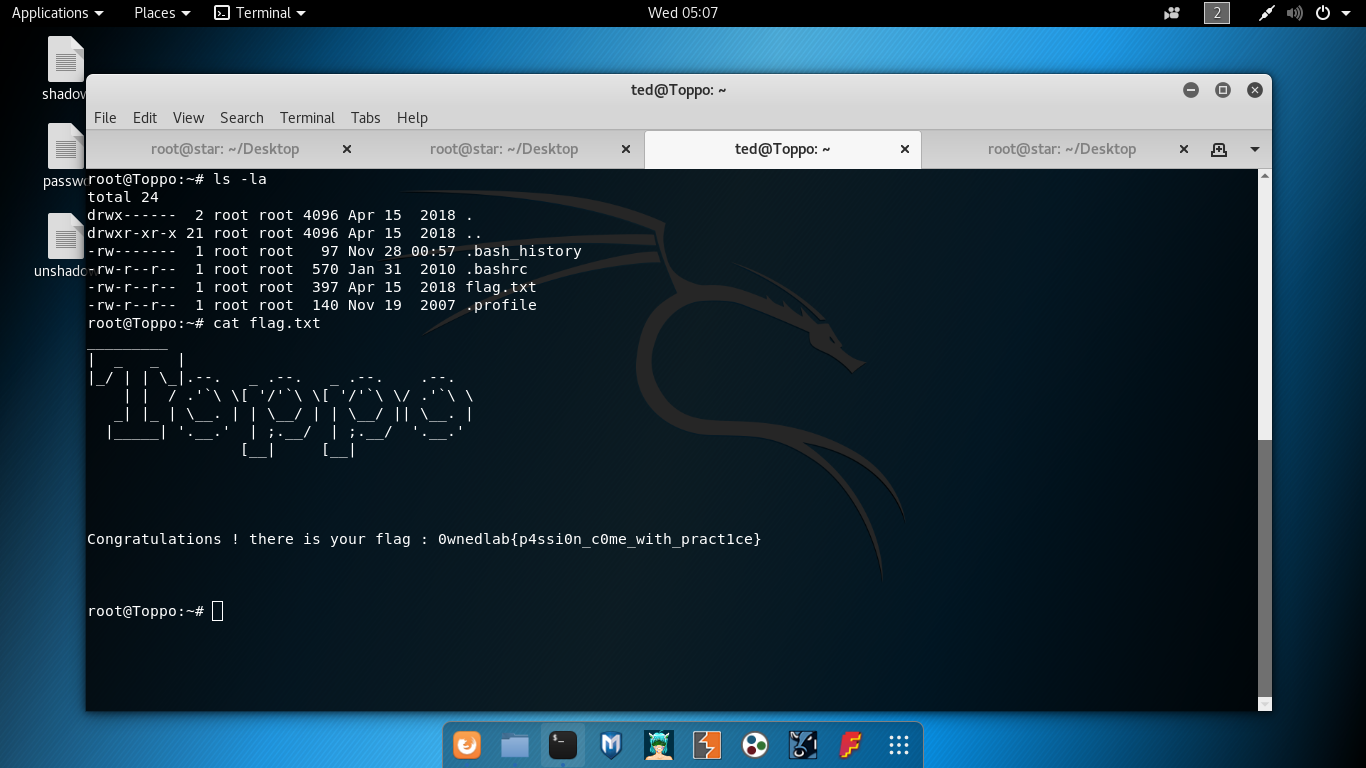 Applications Places Terminal Wed 05:07 2
shadow
passw
unshadow
ted@Toppo: ~
File Edit View Search Terminal Tabs Help
root@star: ~/Desktop root@star: ~/Desktop ted@Toppo: ~ root@star: ~/Desktop
root@Toppo:~# ls -la
total 24
drwx------  2 root root 4096 Apr 15  2018 .
drwxr-xr-x 21 root root 4096 Apr 15  2018 ..
-rw-------  1 root root   97 Nov 28 00:57 .bash_history
-rw-r--r--  1 root root  570 Jan 31  2010 .bashrc
-rw-r--r--  1 root root  397 Apr 15  2018 flag.txt
-rw-r--r--  1 root root  140 Nov 19  2007 .profile
root@Toppo:~# cat flag.txt
_________
|  _   _  |
|_/ | | \_|.--.   _ .--.   _ .--.    .--.
    | |  / .'`\ \[ '/'`\ \[ '/'`\ \/ .'`\ \
   _| |_ | \__. | | \__/ | | \__/ || \__. |
  |_____| '.__.'  | ;.__/  | ;.__/  '.__.'
                 [__|     [__|
Congratulations ! there is your flag : 0wnedlab{p4ssi0n_c0me_with_pract1ce}
root@Toppo:~#